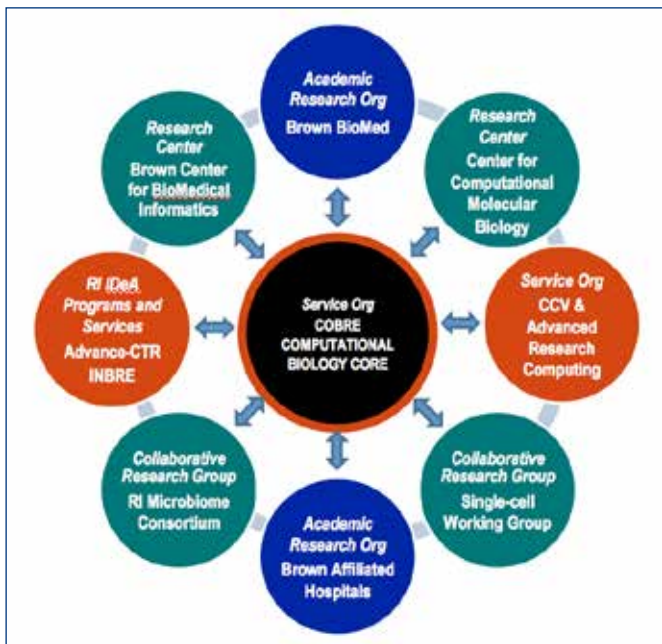 Academic
Research Org
Brown BioMed
Research
Center
Brown Center
for BioMedical
Informatics
Research
Center
Center for
Computational
Molecular
Biology
RI IDeA
Programs and
Services
Advance-CTR
INBRE
Service Org
COBRE
COMPUTATIONAL
BIOLOGY CORE
Service Org
CCV &
Advanced
Research
Computing
Collaborative
Research Group
RI Microbiome
Consortium
Collaborative
Research Group
Single-cell
Working Group
Academic
Research Org
Brown Affiliated
Hospitals